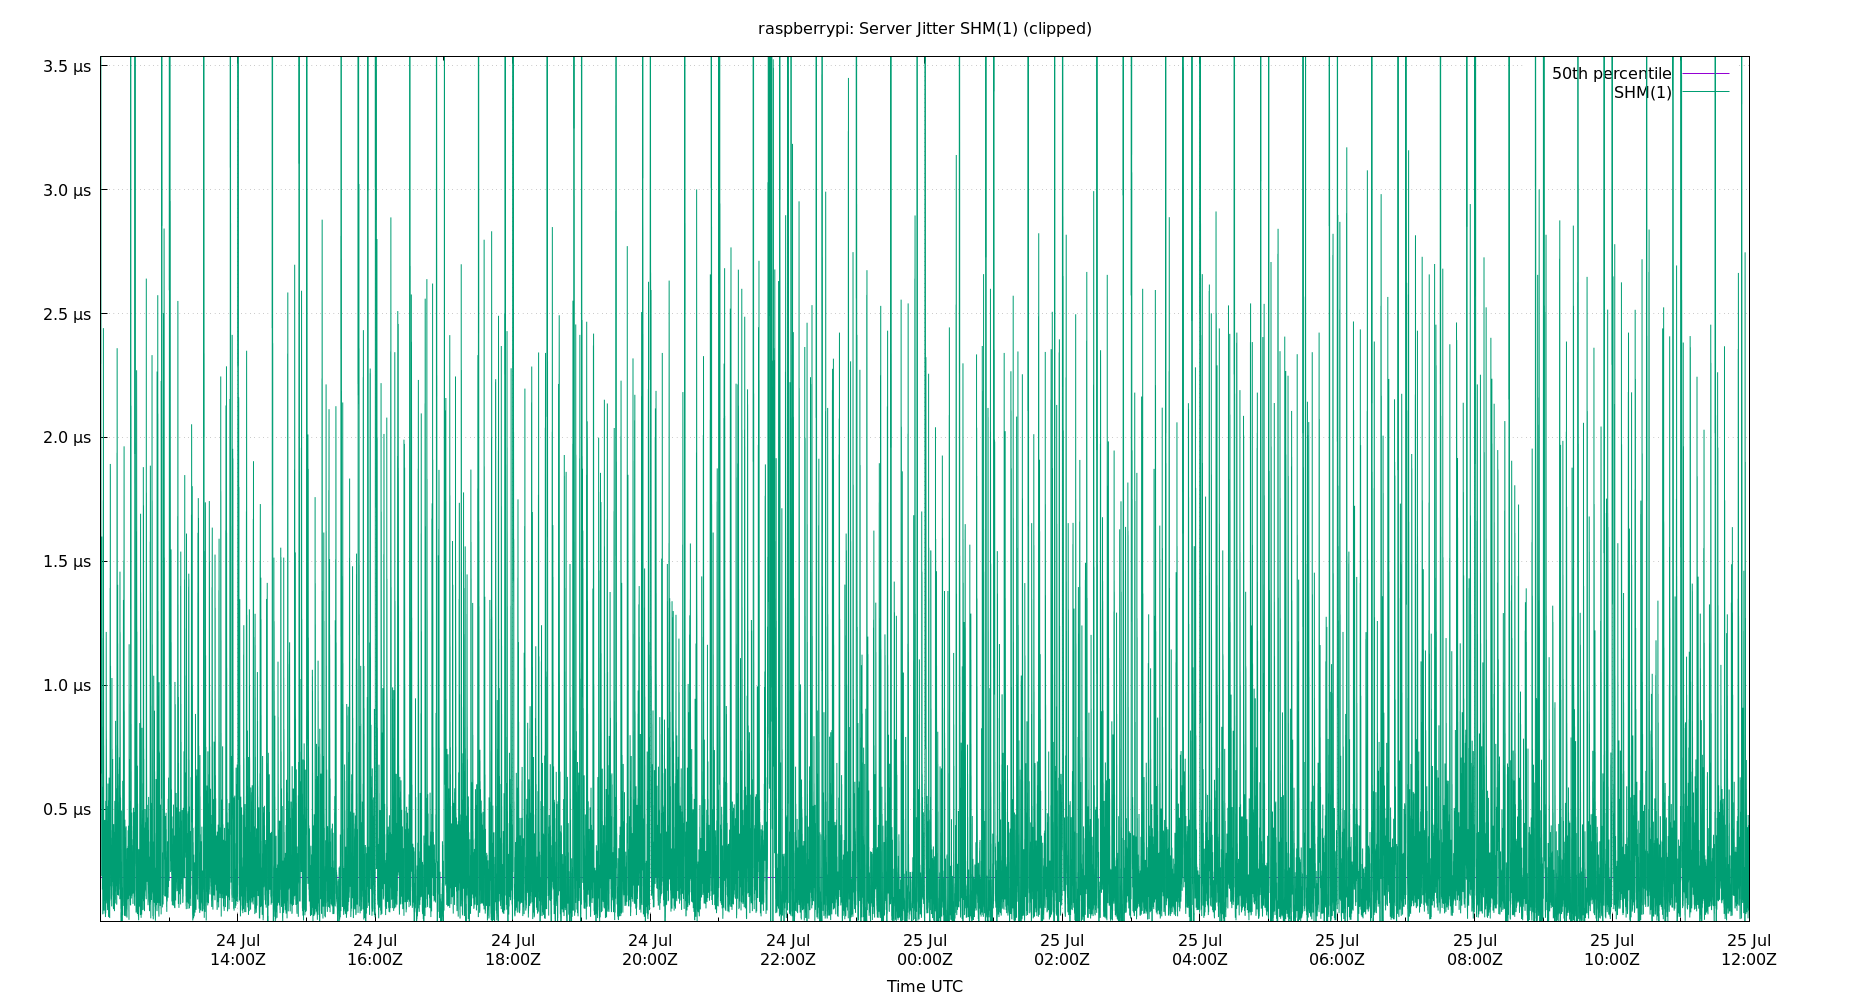 raspberrypi: Server Jitter SHM(1) (clipped)
3.5 µs
50th percentile
SHM(1)
3.0 µs
2.5 µs
2.0 µs
1.5 µs
1.0 µs
0.5 µs
24 Jul 24 Jul 24 Jul 24 Jul 24 Jul 25 Jul 25 Jul 25 Jul 25 Jul 25 Jul 25 Jul 25 Jul
14:00Z 16:00Z 18:00Z 20:00Z 22:00Z 00:00Z 02:00Z 04:00Z 06:00Z 08:00Z 10:00Z 12:00Z
Time UTC